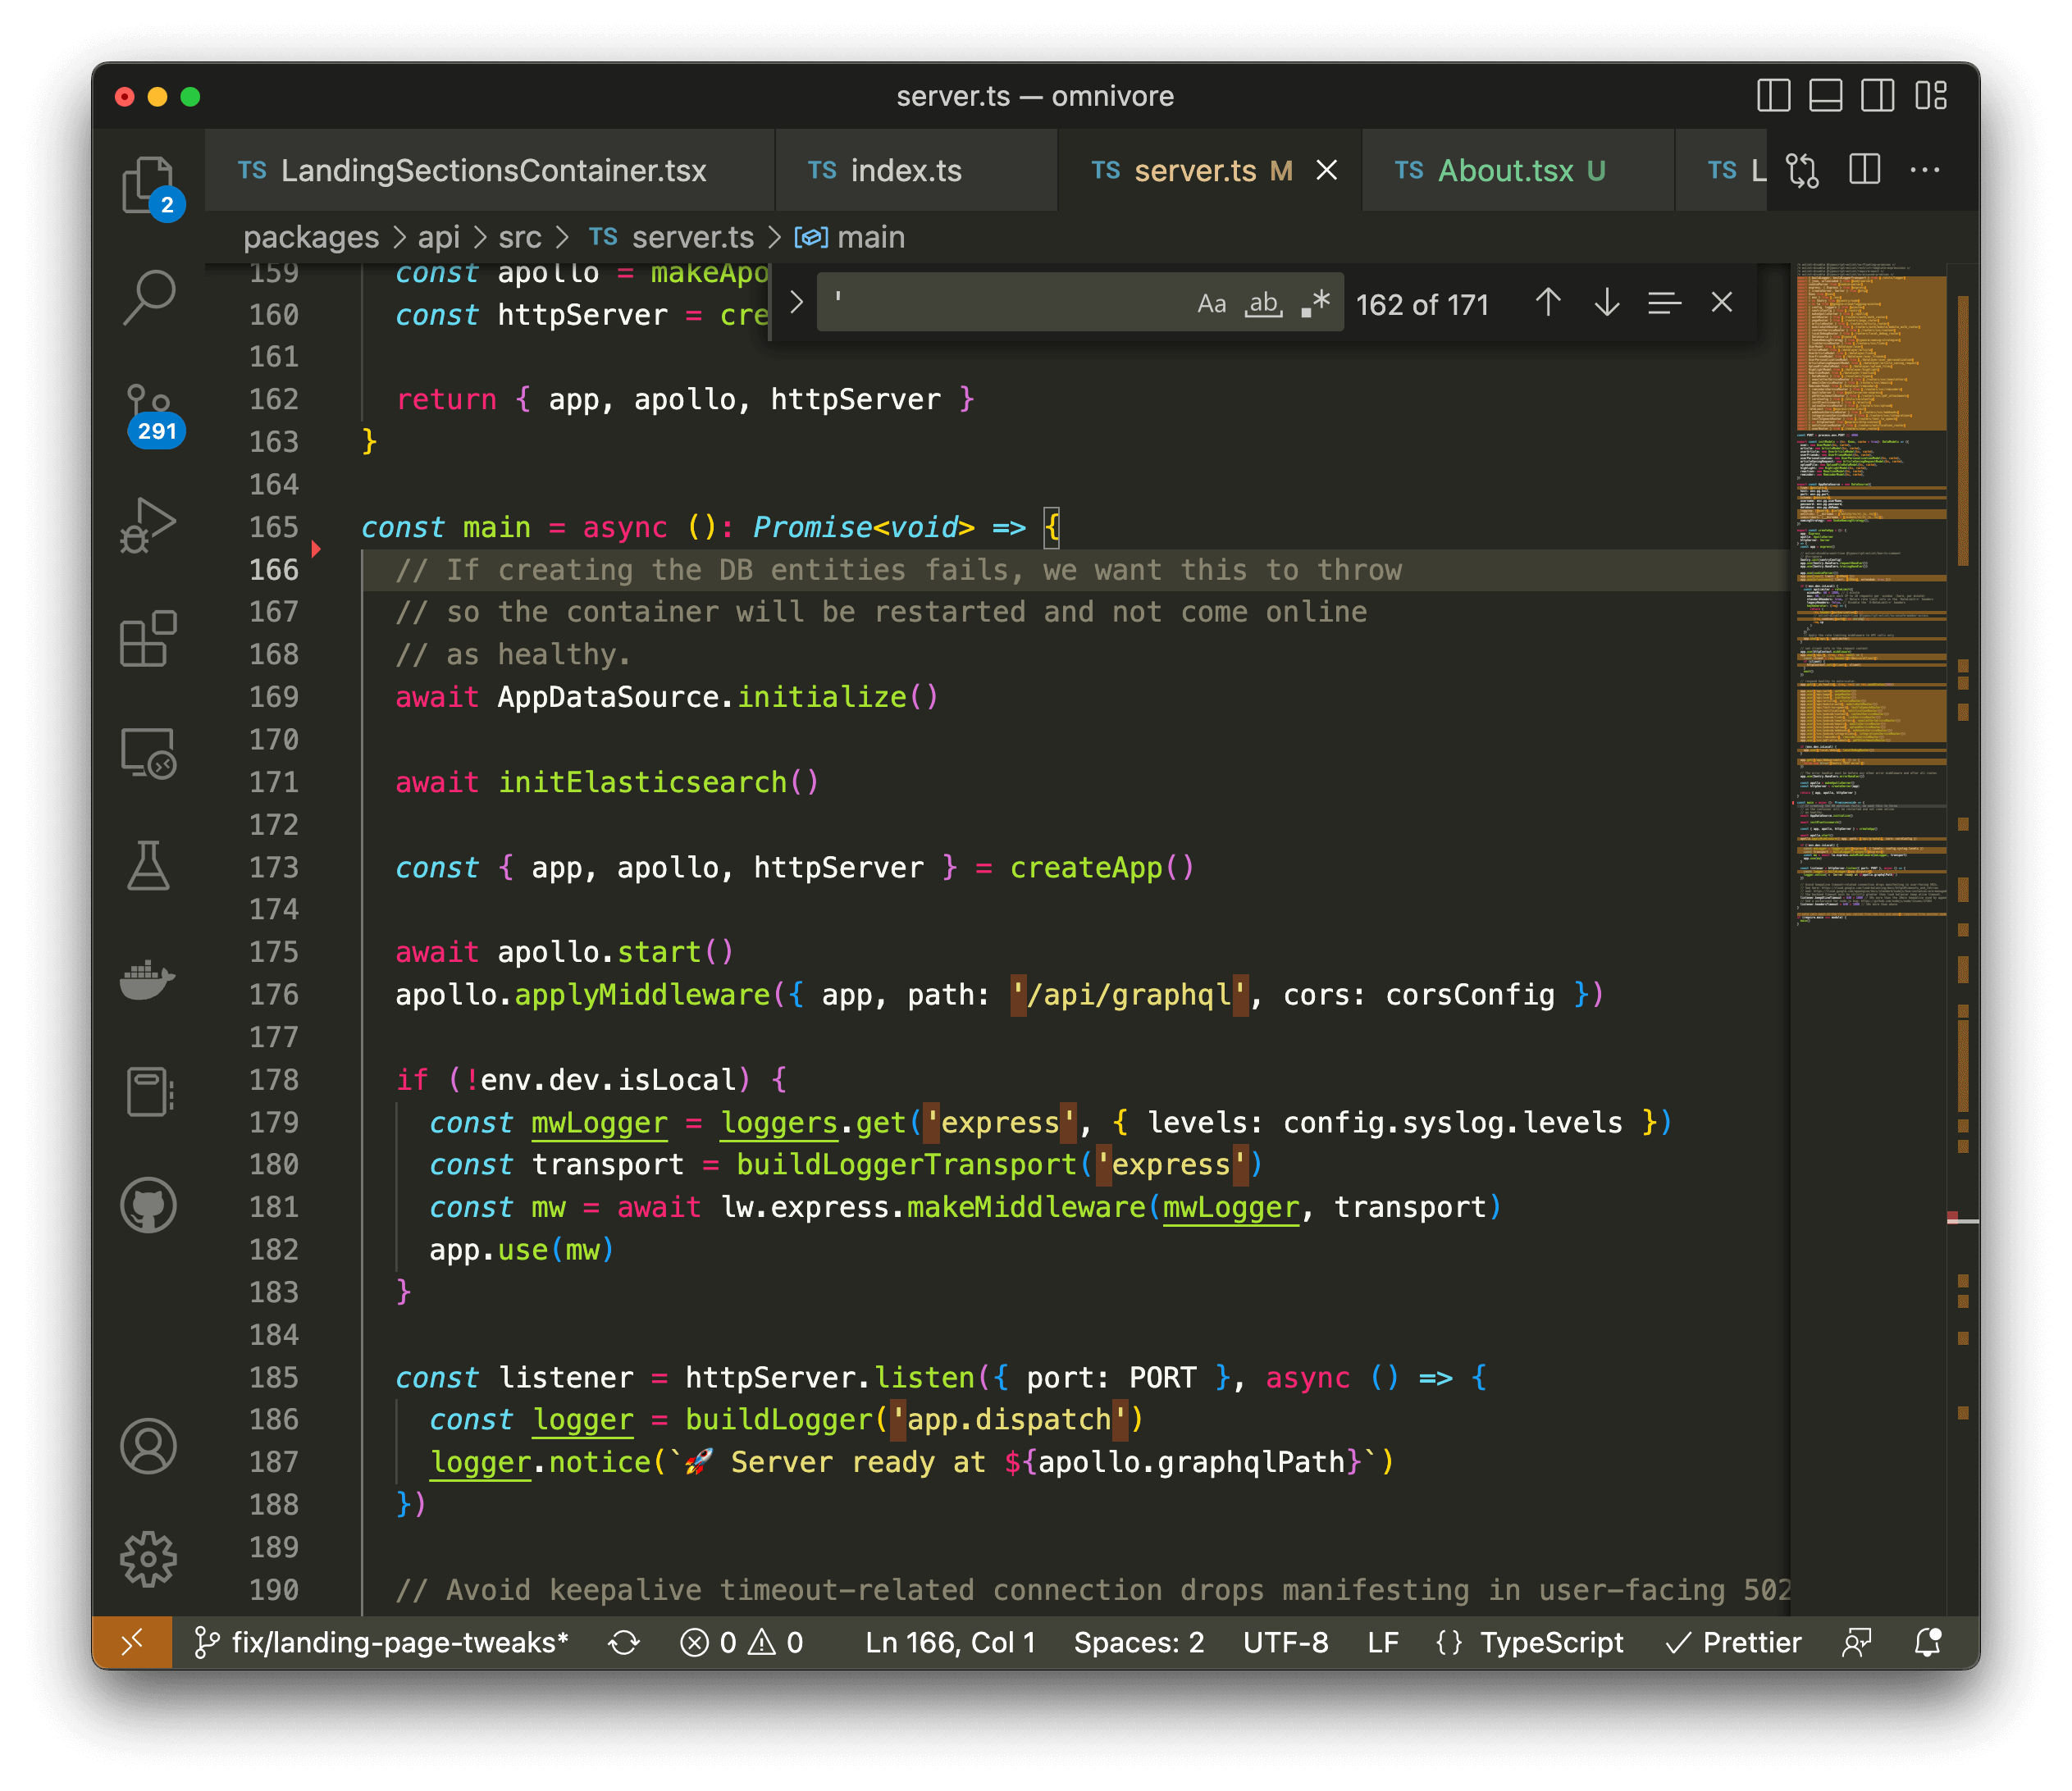 server.ts — omnivore
TS LandingSectionsContainer.tsx
TS index.ts
TS server.ts M
TS About.tsx U
TS L
2
packages > api > src > TS server.ts > main
' Aa ab .* 162 of 171
291
159 const apollo = makeApo
160 const httpServer = cre
161
162 return { app, apollo, httpServer }
163 }
164
165 const main = async (): Promise<void> => {
166 // If creating the DB entities fails, we want this to throw
167 // so the container will be restarted and not come online
168 // as healthy.
169 await AppDataSource.initialize()
170
171 await initElasticsearch()
172
173 const { app, apollo, httpServer } = createApp()
174
175 await apollo.start()
176 apollo.applyMiddleware({ app, path: '/api/graphql', cors: corsConfig })
177
178 if (!env.dev.isLocal) {
179 const mwLogger = loggers.get('express', { levels: config.syslog.levels })
180 const transport = buildLoggerTransport('express')
181 const mw = await lw.express.makeMiddleware(mwLogger, transport)
182 app.use(mw)
183 }
184
185 const listener = httpServer.listen({ port: PORT }, async () => {
186 const logger = buildLogger('app.dispatch')
187 logger.notice(`🚀 Server ready at ${apollo.graphqlPath}`)
188 })
189
190 // Avoid keepalive timeout-related connection drops manifesting in user-facing 502
fix/landing-page-tweaks* 0 0 Ln 166, Col 1 Spaces: 2 UTF-8 LF {} TypeScript ✓ Prettier